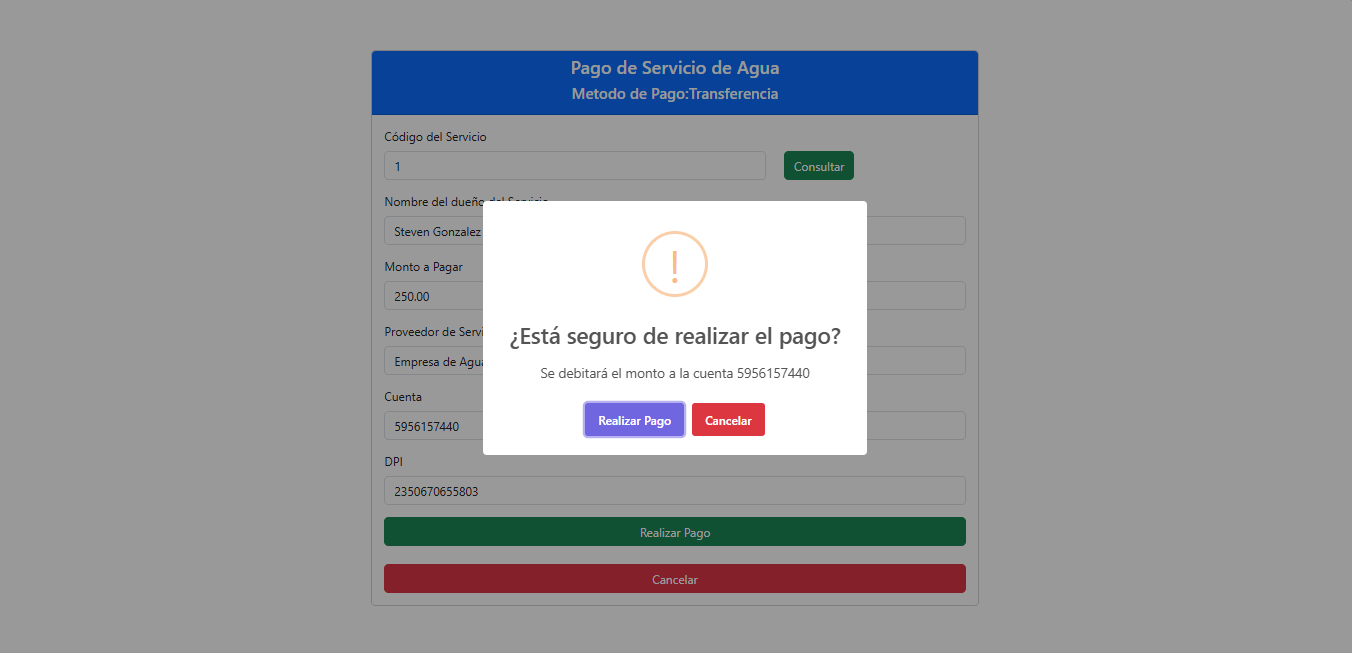 Pago de Servicio de Agua
Metodo de Pago:Transferencia
Código del Servicio
1
Consultar
Nombre del dueño del Servicio
Steven Gonzalez
Monto a Pagar
250.00
Proveedor de Servi
Empresa de Agua
Cuenta
5956157440
DPI
2350670655803
Realizar Pago
Cancelar
!
¿Está seguro de realizar el pago?
Se debitará el monto a la cuenta 5956157440
Realizar Pago
Cancelar